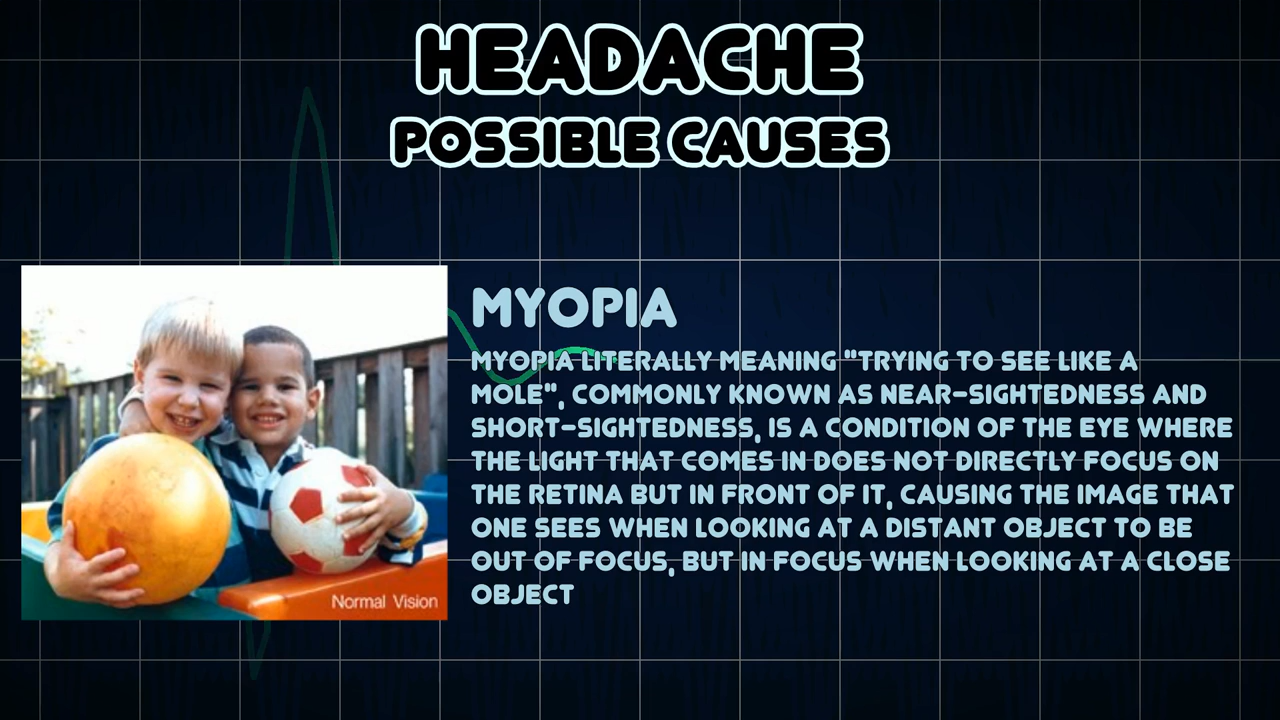 HEADACHE
POSSIBLE CAUSES
MYOPIA
MYOPIA LITERALLY MEANING "TRYING TO SEE LIKE A
MOLE", COMMONLY KNOWN AS NEAR-SIGHTEDNESS AND
SHORT-SIGHTEDNESS, IS A CONDITION OF THE EYE WHERE
THE LIGHT THAT COMES IN DOES NOT DIRECTLY FOCUS ON
THE RETINA BUT IN FRONT OF IT, CAUSING THE IMAGE THAT
ONE SEES WHEN LOOKING AT A DISTANT OBJECT TO BE
OUT OF FOCUS, BUT IN FOCUS WHEN LOOKING AT A CLOSE
OBJECT
Normal Vision